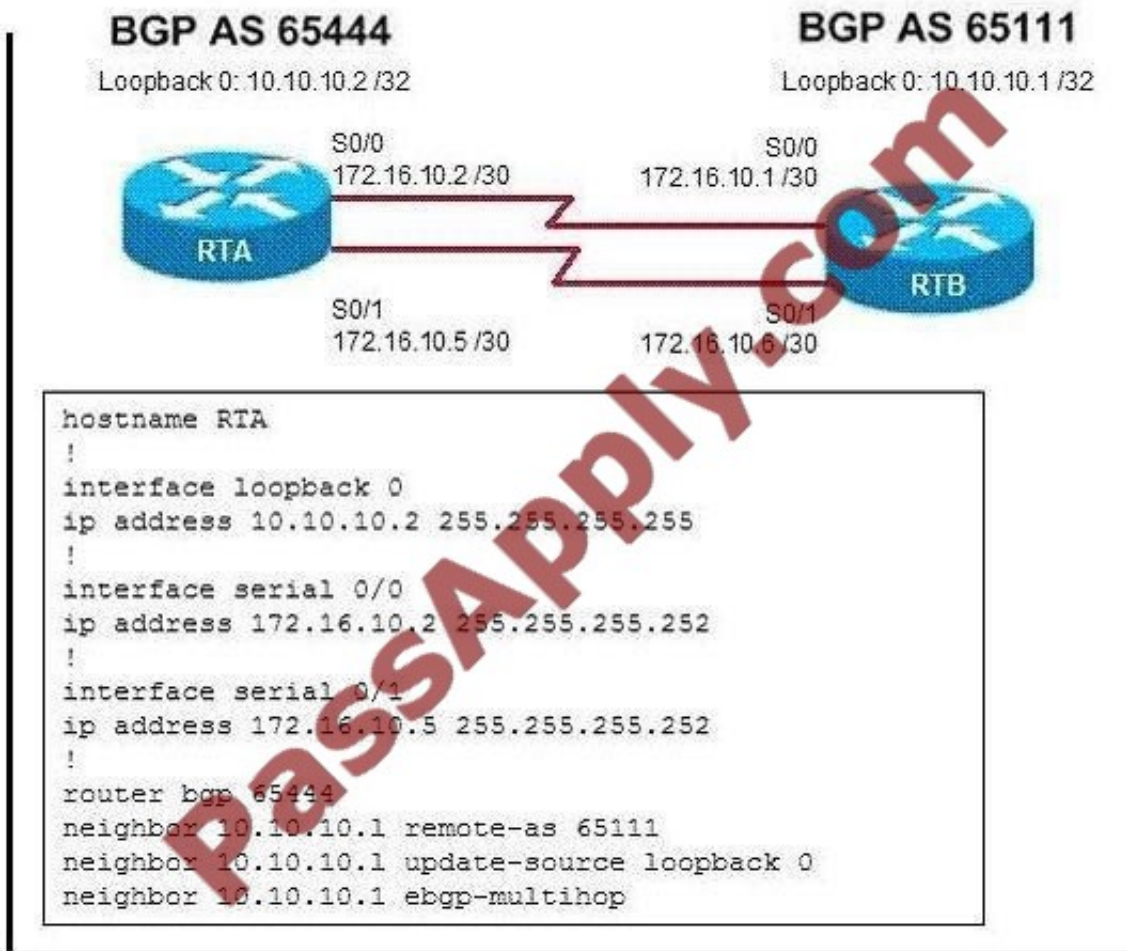 BGP AS 65444
BGP AS 65111
Loopback 0: 10.10.10.2 /32
Loopback 0: 10.10.10.1 /32
S0/0
172.16.10.2 /30
S0/0
172.16.10.1 /30
RTA
RTB
S0/1
172.16.10.5 /30
S0/1
172.16.10.6 /30
hostname RTA
!
interface loopback 0
ip address 10.10.10.2 255.255.255.255
!
interface serial 0/0
ip address 172.16.10.2 255.255.255.252
!
interface serial 0/1
ip address 172.16.10.5 255.255.255.252
!
router bgp 65444
neighbor 10.10.10.1 remote-as 65111
neighbor 10.10.10.1 update-source loopback 0
neighbor 10.10.10.1 ebgp-multihop
PassApply.com